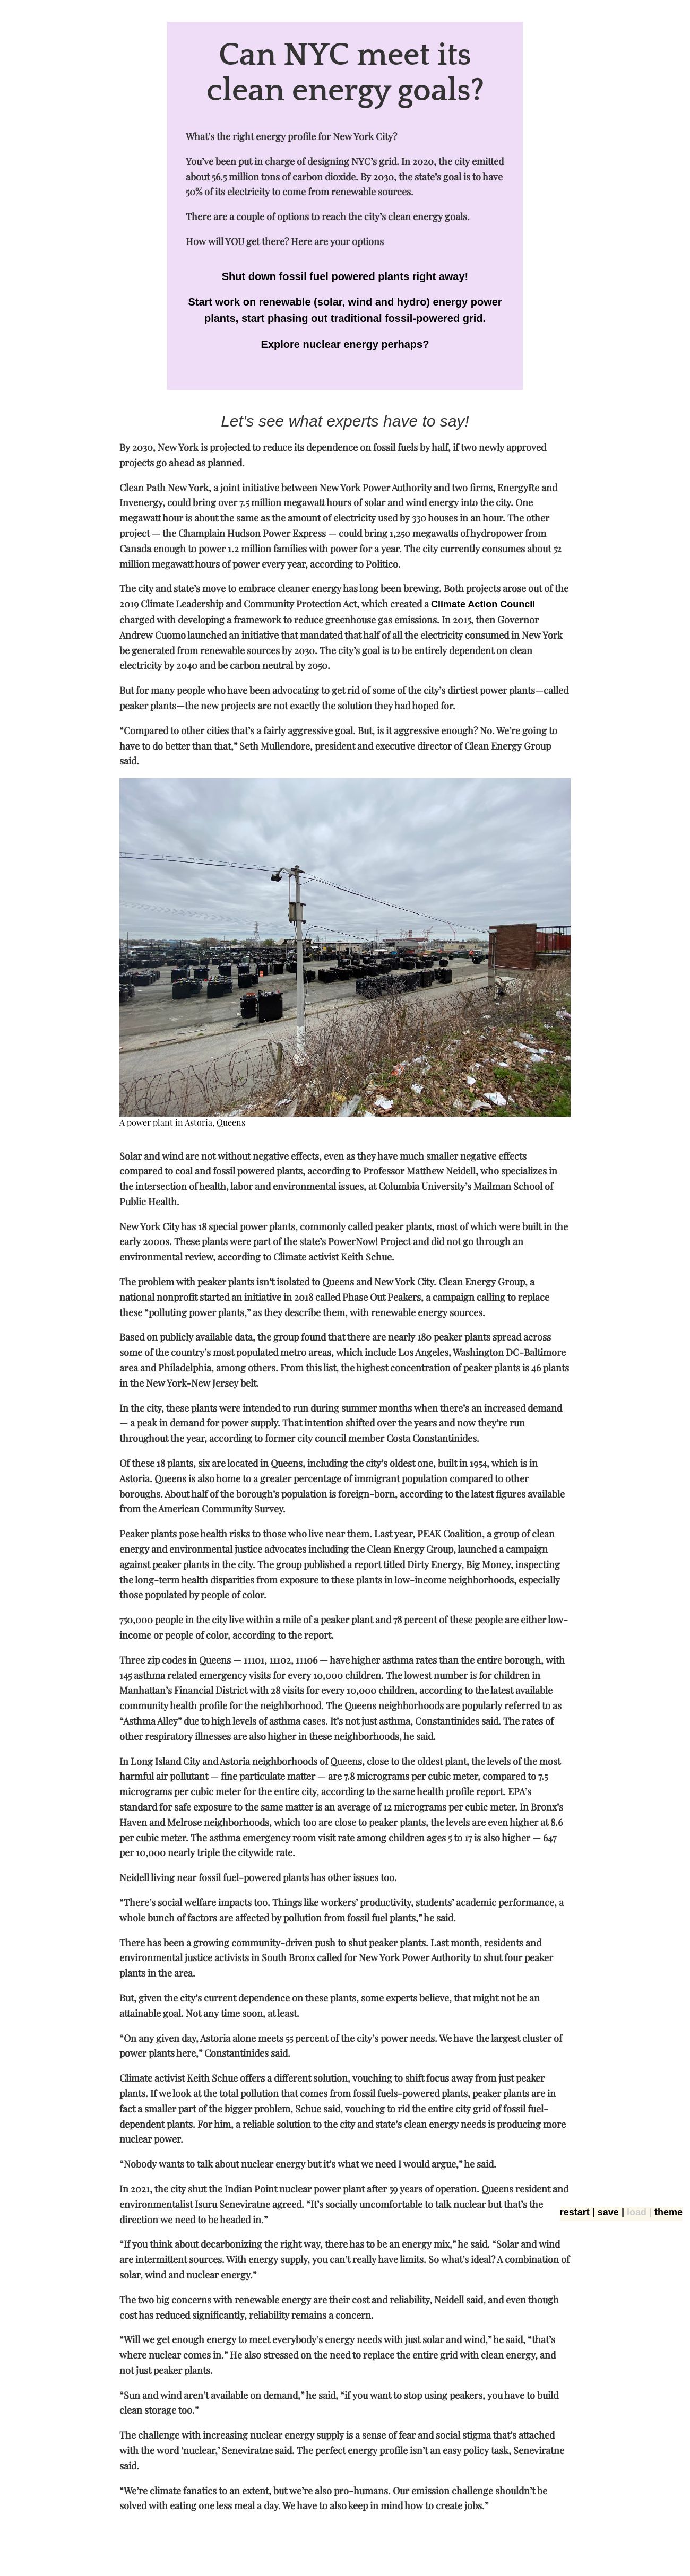 Can NYC meet its
clean energy goals?
What's the right energy profile for New York City?
You've been put in charge of designing NYC's grid. In 2020, the city emitted
about 56.5 million tons of carbon dioxide. By 2030, the state's goal is to have
50% of its electricity to come from renewable sources.
There are a couple of options to reach the city's clean energy goals.
How will YOU get there? Here are your options
Shut down fossil fuel powered plants right away!
Start work on renewable (solar, wind and hydro) energy power
plants, start phasing out traditional fossil-powered grid.
Explore nuclear energy perhaps?
Let's see what experts have to say!
By 2030, New York is projected to reduce its dependence on fossil fuels by half, if two newly approved
projects go ahead as planned.
Clean Path New York, a joint initiative between New York Power Authority and two firms, EnergyRe and
Invenergy, could bring over 7.5 million megawatt hours of solar and wind energy into the city. One
megawatt hour is about the same as the amount of electricity used by 330 houses in an hour. The other
project — the Champlain Hudson Power Express — could bring 1,250 megawatts of hydropower from
Canada enough to power 1.2 million families with power for a year. The city currently consumes about 52
million megawatt hours of power every year, according to Politico.
The city and state's move to embrace cleaner energy has long been brewing. Both projects arose out of the
2019 Climate Leadership and Community Protection Act, which created a Climate Action Council
charged with developing a framework to reduce greenhouse gas emissions. In 2015, then Governor
Andrew Cuomo launched an initiative that mandated that half of all the electricity consumed in New York
be generated from renewable sources by 2030. The city's goal is to be entirely dependent on clean
electricity by 2040 and be carbon neutral by 2050.
But for many people who have been advocating to get rid of some of the city's dirtiest power plants—called
peaker plants—the new projects are not exactly the solution they had hoped for.
“Compared to other cities that's a fairly aggressive goal. But, is it aggressive enough? No. We're going to
have to do better than that,” Seth Mullendore, president and executive director of Clean Energy Group
said.
A power plant in Astoria, Queens
Solar and wind are not without negative effects, even as they have much smaller negative effects
compared to coal and fossil powered plants, according to Professor Matthew Neidell, who specializes in
the intersection of health, labor and environmental issues, at Columbia University's Mailman School of
Public Health.
New York City has 18 special power plants, commonly called peaker plants, most of which were built in the
early 2000s. These plants were part of the state's PowerNow! Project and did not go through an
environmental review, according to Climate activist Keith Schue.
The problem with peaker plants isn't isolated to Queens and New York City. Clean Energy Group, a
national nonprofit started an initiative in 2018 called Phase Out Peakers, a campaign calling to replace
these “polluting power plants,” as they describe them, with renewable energy sources.
Based on publicly available data, the group found that there are nearly 180 peaker plants spread across
some of the country's most populated metro areas, which include Los Angeles, Washington DC-Baltimore
area and Philadelphia, among others. From this list, the highest concentration of peaker plants is 46 plants
in the New York-New Jersey belt.
In the city, these plants were intended to run during summer months when there's an increased demand
— a peak in demand for power supply. That intention shifted over the years and now they're run
throughout the year, according to former city council member Costa Constantinides.
Of these 18 plants, six are located in Queens, including the city's oldest one, built in 1954, which is in
Astoria. Queens is also home to a greater percentage of immigrant population compared to other
boroughs. About half of the borough's population is foreign-born, according to the latest figures available
from the American Community Survey.
Peaker plants pose health risks to those who live near them. Last year, PEAK Coalition, a group of clean
energy and environmental justice advocates including the Clean Energy Group, launched a campaign
against peaker plants in the city. The group published a report titled Dirty Energy, Big Money, inspecting
the long-term health disparities from exposure to these plants in low-income neighborhoods, especially
those populated by people of color.
750,000 people in the city live within a mile of a peaker plant and 78 percent of these people are either low-
income or people of color, according to the report.
Three zip codes in Queens — 11101, 11102, 11106 — have higher asthma rates than the entire borough, with
145 asthma related emergency visits for every 10,000 children. The lowest number is for children in
Manhattan's Financial District with 28 visits for every 10,000 children, according to the latest available
community health profile for the neighborhood. The Queens neighborhoods are popularly referred to as
“Asthma Alley” due to high levels of asthma cases. It's not just asthma, Constantinides said. The rates of
other respiratory illnesses are also higher in these neighborhoods, he said.
In Long Island City and Astoria neighborhoods of Queens, close to the oldest plant, the levels of the most
harmful air pollutant — fine particulate matter — are 7.8 micrograms per cubic meter, compared to 7.5
micrograms per cubic meter for the entire city, according to the same health profile report. EPA's
standard for safe exposure to the same matter is an average of 12 micrograms per cubic meter. In Bronx's
Haven and Melrose neighborhoods, which too are close to peaker plants, the levels are even higher at 8.6
per cubic meter. The asthma emergency room visit rate among children ages 5 to 17 is also higher — 647
per 10,000 nearly triple the citywide rate.
Neidell living near fossil fuel-powered plants has other issues too.
“There's social welfare impacts too. Things like workers' productivity, students' academic performance, a
whole bunch of factors are affected by pollution from fossil fuel plants,” he said.
There has been a growing community-driven push to shut peaker plants. Last month, residents and
environmental justice activists in South Bronx called for New York Power Authority to shut four peaker
plants in the area.
But, given the city's current dependence on these plants, some experts believe, that might not be an
attainable goal. Not any time soon, at least.
“On any given day, Astoria alone meets 55 percent of the city's power needs. We have the largest cluster of
power plants here,” Constantinides said.
Climate activist Keith Schue offers a different solution, vouching to shift focus away from just peaker
plants. If we look at the total pollution that comes from fossil fuels-powered plants, peaker plants are in
fact a smaller part of the bigger problem, Schue said, vouching to rid the entire city grid of fossil fuel-
dependent plants. For him, a reliable solution to the city and state's clean energy needs is producing more
nuclear power.
“Nobody wants to talk about nuclear energy but it's what we need I would argue,” he said.
In 2021, the city shut the Indian Point nuclear power plant after 59 years of operation. Queens resident and
environmentalist Isuru Seneviratne agreed. “It's socially uncomfortable to talk nuclear but that's the
direction we need to be headed in.”
restart | save | load | theme
“If you think about decarbonizing the right way, there has to be an energy mix,” he said. “Solar and wind
are intermittent sources. With energy supply, you can't really have limits. So what's ideal? A combination of
solar, wind and nuclear energy.”
The two big concerns with renewable energy are their cost and reliability, Neidell said, and even though
cost has reduced significantly, reliability remains a concern.
“Will we get enough energy to meet everybody's energy needs with just solar and wind,” he said, “that's
where nuclear comes in.” He also stressed on the need to replace the entire grid with clean energy, and
not just peaker plants.
“Sun and wind aren't available on demand,” he said, “if you want to stop using peakers, you have to build
clean storage too.”
The challenge with increasing nuclear energy supply is a sense of fear and social stigma that's attached
with the word ‘nuclear,’ Seneviratne said. The perfect energy profile isn't an easy policy task, Seneviratne
said.
“We're climate fanatics to an extent, but we're also pro-humans. Our emission challenge shouldn't be
solved with eating one less meal a day. We have to also keep in mind how to create jobs.”